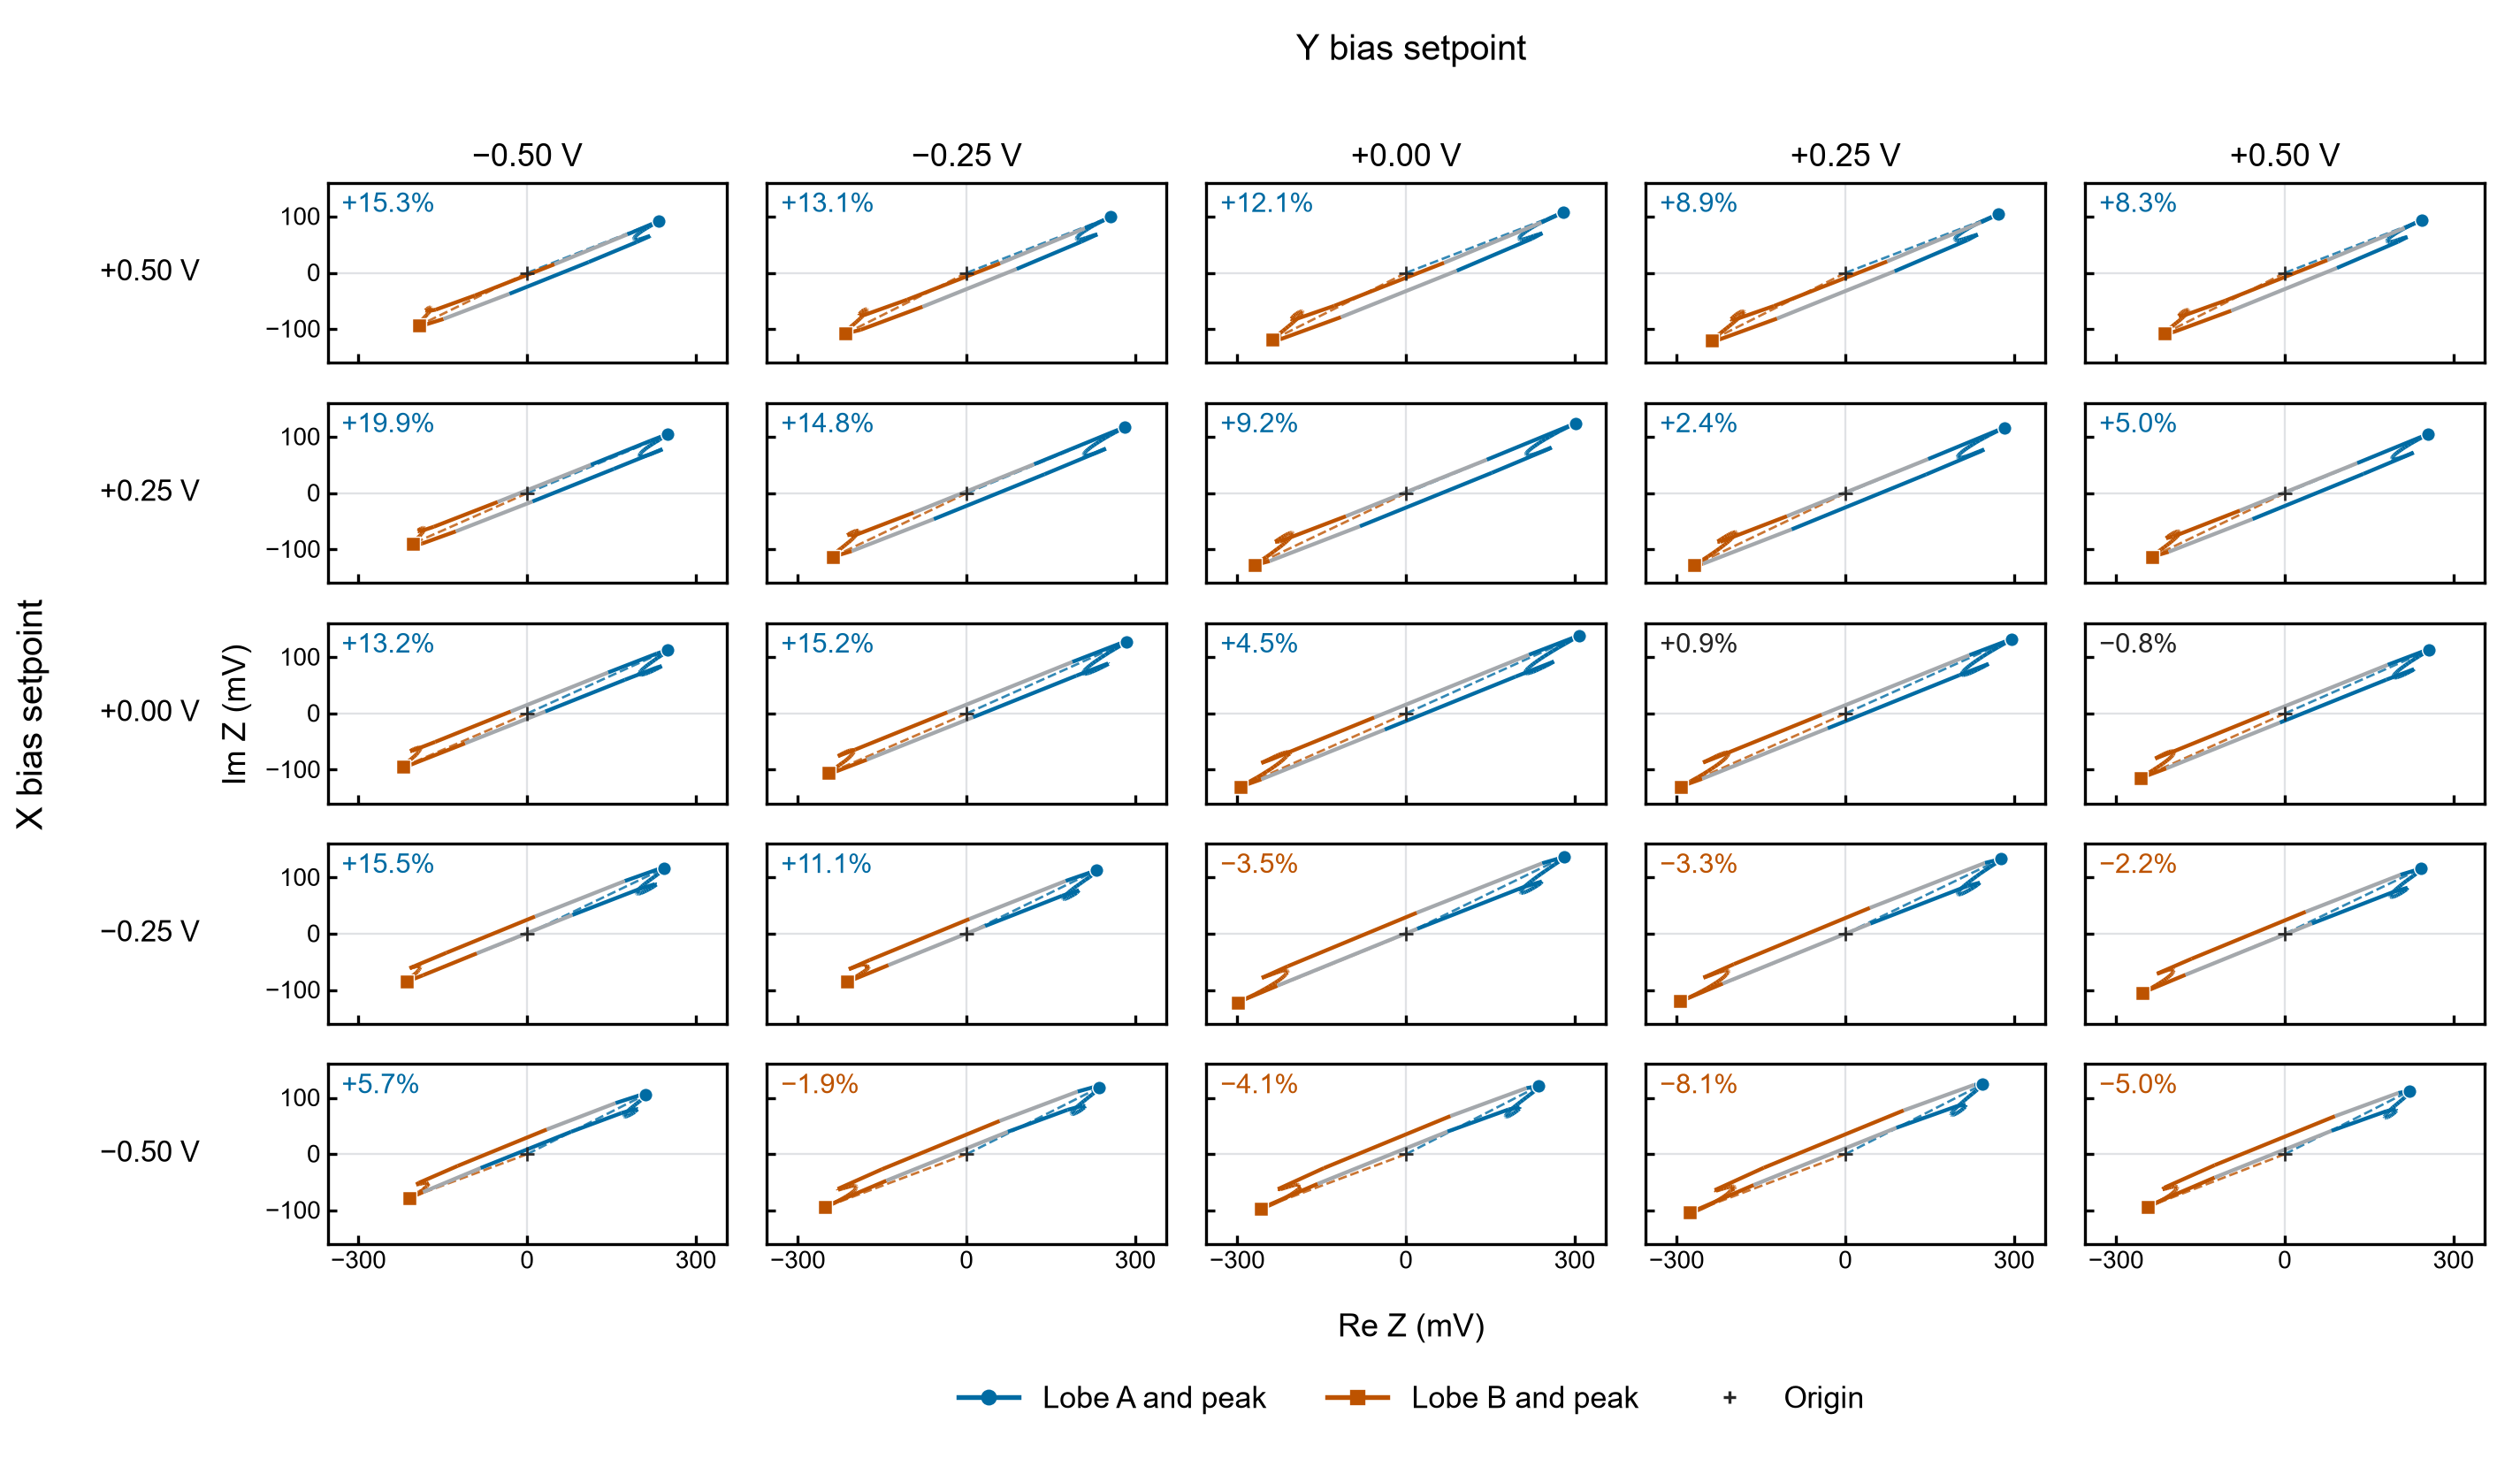 Y bias setpoint
−0.50 V −0.25 V +0.00 V +0.25 V +0.50 V
+0.50 V
100
0
−100
+15.3% +13.1% +12.1% +8.9% +8.3%
+0.25 V
100
0
−100
+19.9% +14.8% +9.2% +2.4% +5.0%
X bias setpoint
+0.00 V
Im Z (mV)
100
0
−100
+13.2% +15.2% +4.5% +0.9% −0.8%
−0.25 V
100
0
−100
+15.5% +11.1% −3.5% −3.3% −2.2%
−0.50 V
100
0
−100
+5.7% −1.9% −4.1% −8.1% −5.0%
−300 0 300 −300 0 300 −300 0 300 −300 0 300 −300 0 300
Re Z (mV)
Lobe A and peak Lobe B and peak Origin